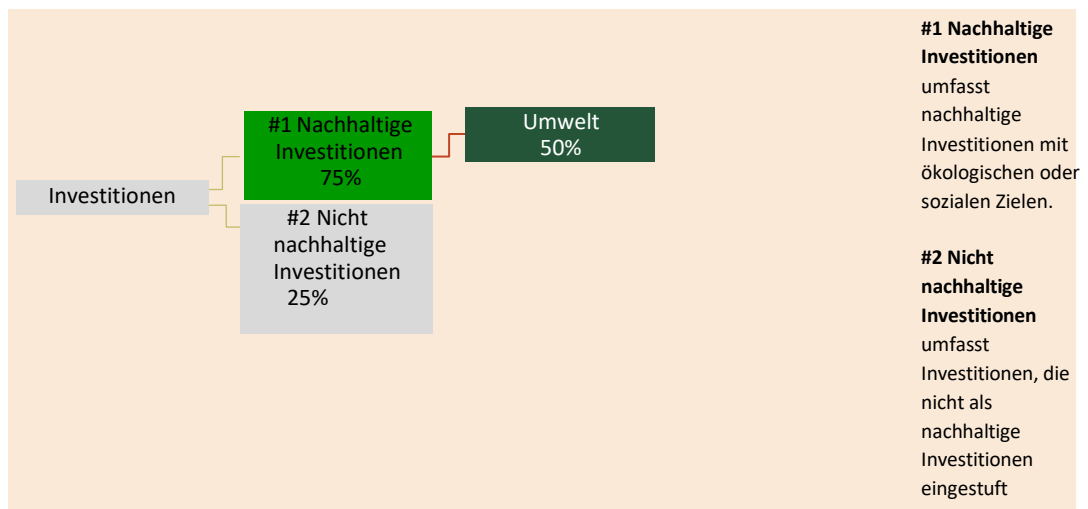 Investitionen
#1 Nachhaltige
Investitionen
75%
Umwelt
50%
#2 Nicht
nachhaltige
Investitionen
25%
#1 Nachhaltige
Investitionen
umfasst
nachhaltige
Investitionen mit
ökologischen oder
sozialen Zielen.
#2 Nicht
nachhaltige
Investitionen
umfasst
Investitionen, die
nicht als
nachhaltige
Investitionen
eingestuft